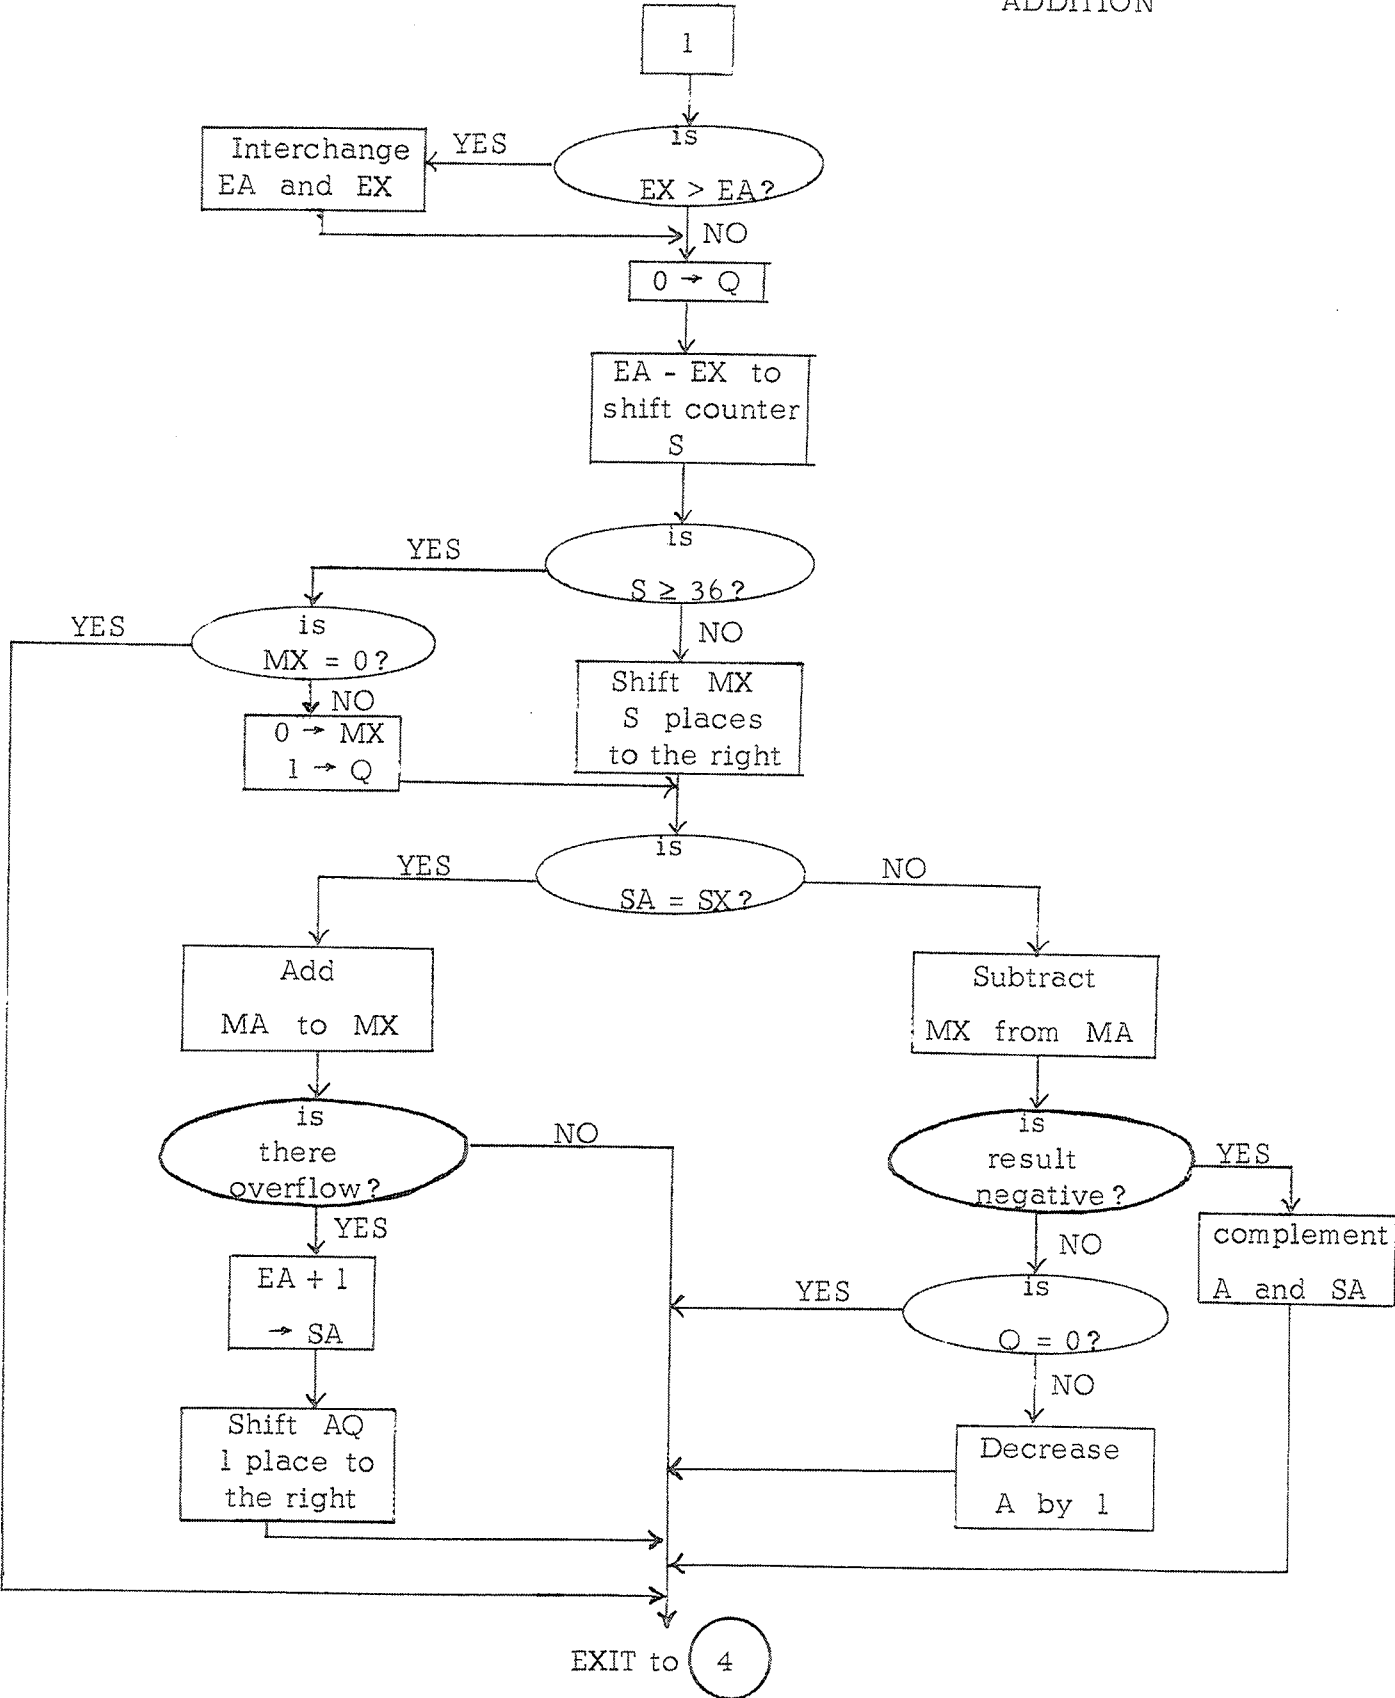 ADDITION
1
is
EX > EA?
YES
Interchange
EA and EX
NO
0 → Q
EA - EX to
shift counter
S
is
S ≥ 36?
YES
NO
is
MX = 0?
YES
NO
0 → MX
1 → Q
Shift MX
S places
to the right
is
SA = SX?
YES
NO
Add
MA to MX
Subtract
MX from MA
is
there
overflow?
NO
YES
is
result
negative?
YES
NO
complement
A and SA
EA + 1
→ SA
is
Q = 0?
YES
NO
Shift AQ
1 place to
the right
Decrease
A by 1
EXIT to 4